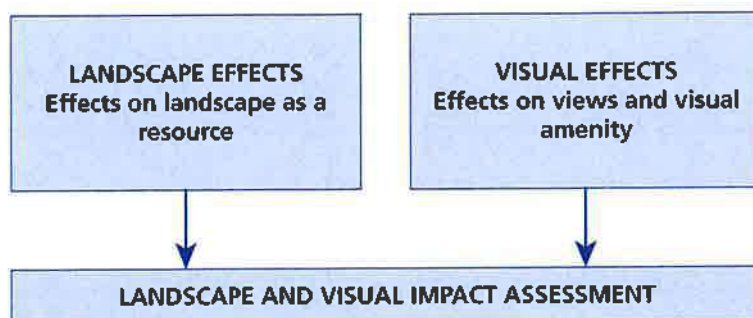 LANDSCAPE EFFECTS
Effects on landscape as a
resource
VISUAL EFFECTS
Effects on views and visual
amenity
LANDSCAPE AND VISUAL IMPACT ASSESSMENT